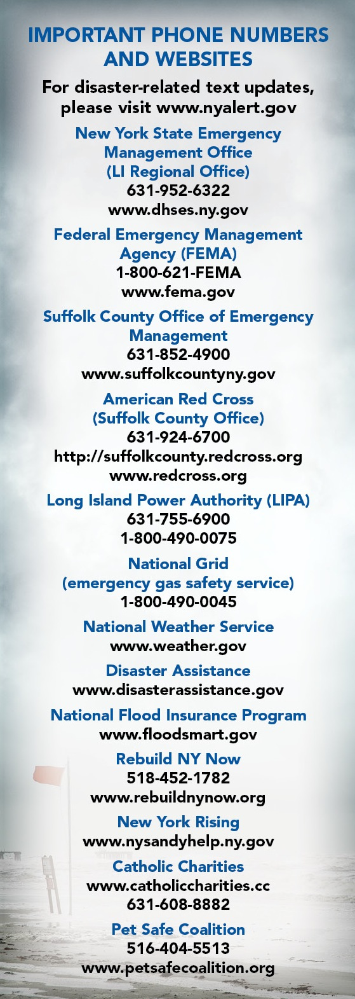 IMPORTANT PHONE NUMBERS
AND WEBSITES
For disaster-related text updates,
please visit www.nyalert.gov
New York State Emergency
Management Office
(LI Regional Office)
631-952-6322
www.dhses.ny.gov
Federal Emergency Management
Agency (FEMA)
1-800-621-FEMA
www.fema.gov
Suffolk County Office of Emergency
Management
631-852-4900
www.suffolkcountyny.gov
American Red Cross
(Suffolk County Office)
631-924-6700
http://suffolkcounty.redcross.org
www.redcross.org
Long Island Power Authority (LIPA)
631-755-6900
1-800-490-0075
National Grid
(emergency gas safety service)
1-800-490-0045
National Weather Service
www.weather.gov
Disaster Assistance
www.disasterassistance.gov
National Flood Insurance Program
www.floodsmart.gov
Rebuild NY Now
518-452-1782
www.rebuildnynow.org
New York Rising
www.nysandyhelp.ny.gov
Catholic Charities
www.catholiccharities.cc
631-608-8882
Pet Safe Coalition
516-404-5513
www.petsafecoalition.org